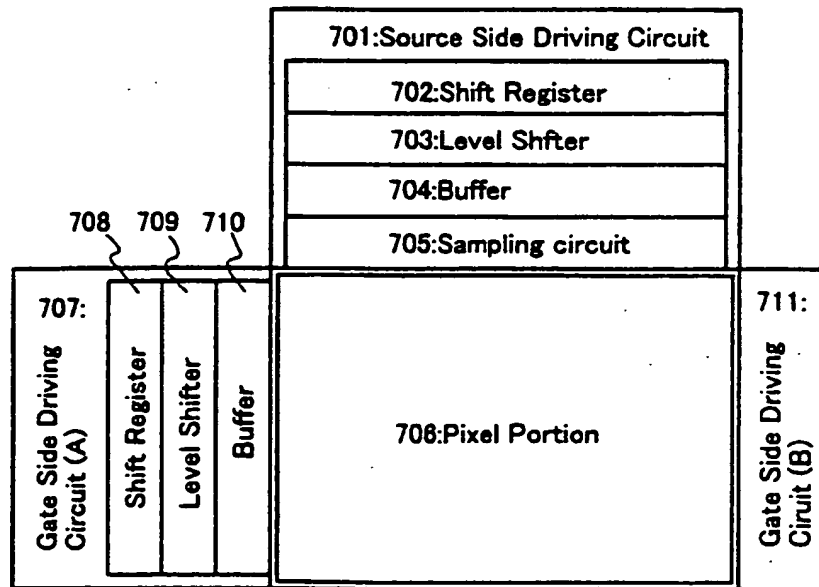 701:Source Side Driving Circuit
702:Shift Register
703:Level Shfter
704:Buffer
705:Sampling circuit
708 709 710
707:
Gate Side Driving
Circuit (A)
Shift Register
Level Shifter
Buffer
706:Pixel Portion
711:
Gate Side Driving
Ciruit (B)